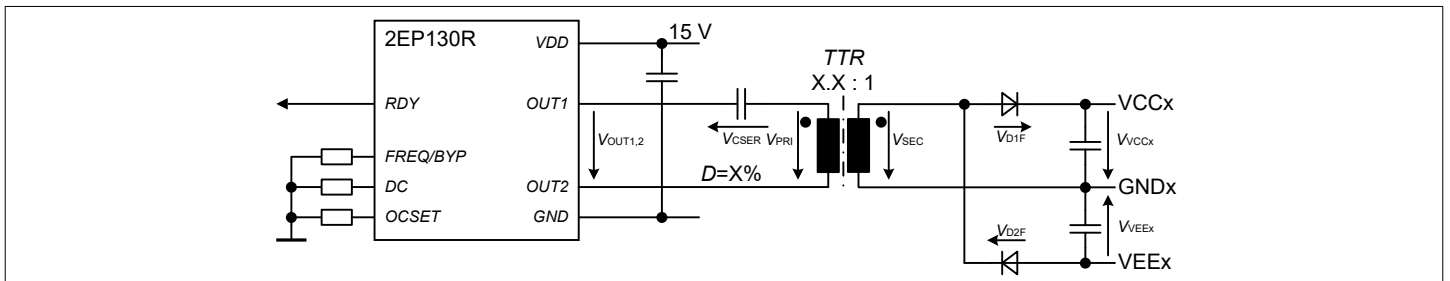 2EP130R
VDD
15 V
TTR
X.X : 1
RDY
OUT1
VCCx
VOUT1,2
VCSER
VPRI
VSEC
VD1F
VVCCx
FREQ/BYP
DC
OUT2
D=X%
GNDx
OCSET
GND
VD2F
VVEEx
VEEx